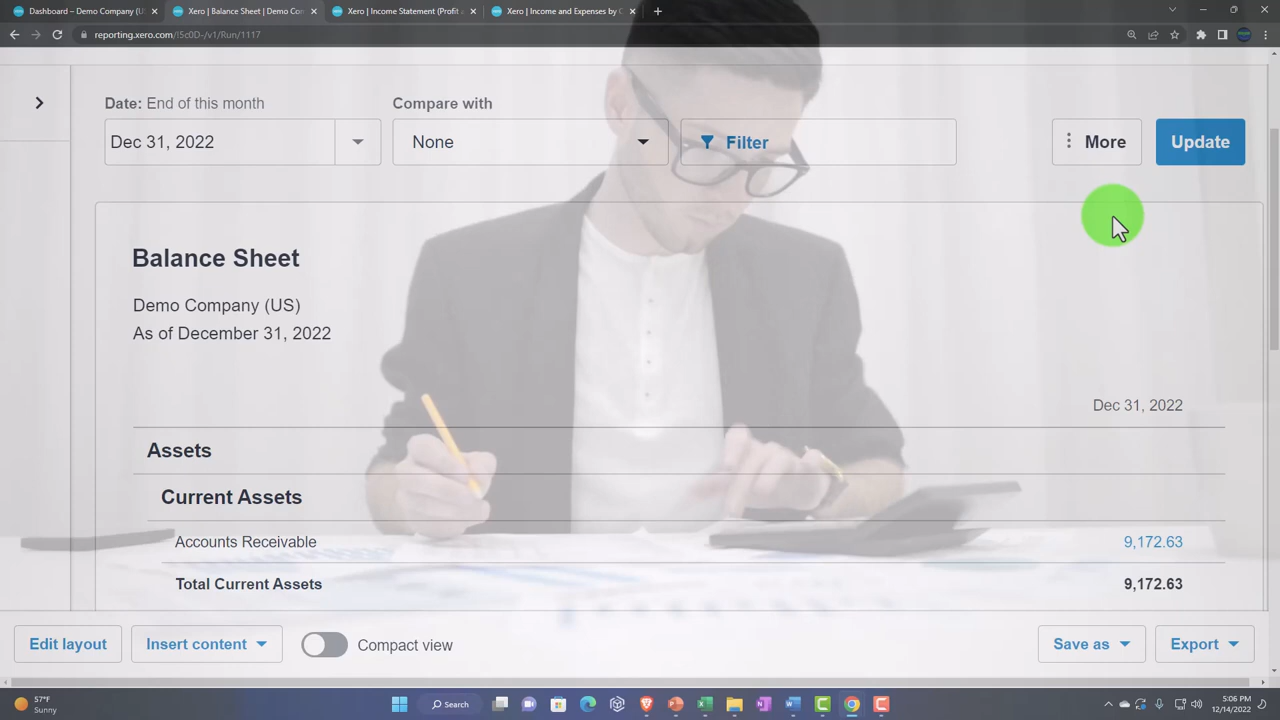 Dashboard – Demo Company (U
Xero | Balance Sheet | Demo Con
Xero | Income Statement (Profit a
Xero | Income and Expenses by C
reporting.xero.com/!5c0D-/v1/Run/1117
Date: End of this month
Compare with
Dec 31, 2022
None
Filter
More
Update
Balance Sheet
Demo Company (US)
As of December 31, 2022
Dec 31, 2022
Assets
Current Assets
Accounts Receivable 9,172.63
Total Current Assets 9,172.63
Edit layout
Insert content
Compact view
Save as
Export
57°F
Sunny
Search
5:06 PM
12/14/2022